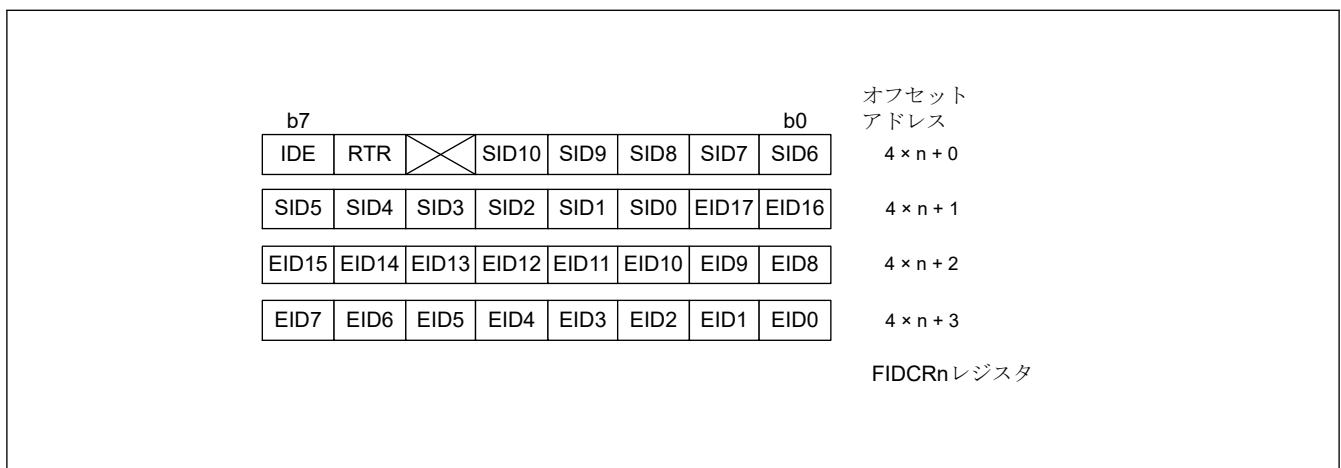 オフセット
b7 b0 アドレス
IDE RTR SID10 SID9 SID8 SID7 SID6 4 × n + 0
SID5 SID4 SID3 SID2 SID1 SID0 EID17 EID16 4 × n + 1
EID15 EID14 EID13 EID12 EID11 EID10 EID9 EID8 4 × n + 2
EID7 EID6 EID5 EID4 EID3 EID2 EID1 EID0 4 × n + 3
FIDCRnレジスタ